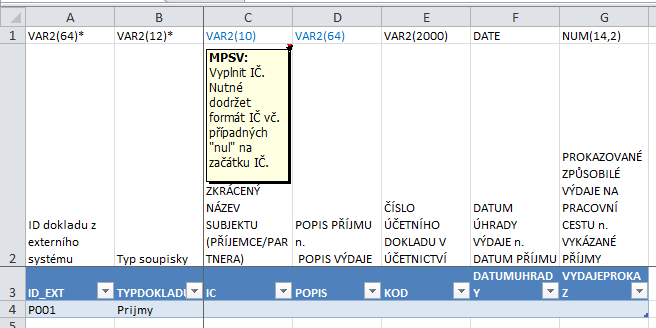 A B C D E F G
1 VAR2(64)* VAR2(12)* VAR2(10) VAR2(64) VAR2(2000) DATE NUM(14,2)
MPSV:
Vyplnit IČ.
Nutné
dodržet
formát IČ vč.
případných
"nul" na
začátku IČ.
2
ID dokladu z
externího
systému
Typ soupisky
ZKRÁCENÝ
NÁZEV
SUBJEKTU
(PŘÍJEMCE/PAR
TNERA)
POPIS PŘÍJMU
n.
POPIS VÝDAJE
ČÍSLO
ÚČETNÍHO
DOKLADU V
ÚČETNICTVÍ
DATUM
ÚHRADY
VÝDAJE n.
DATUM PŘÍJMU
PROKAZOVANÉ
ZPŮSOBILÉ
VÝDAJE NA
PRACOVNÍ
CESTU n.
VYKÁZANÉ
PŘÍJMY
3 ID_EXT TYPDOKLADU IC POPIS KOD
DATUMUHRAD
Y
VYDAJEPROKA
Z
4 P001 Prijmy
5